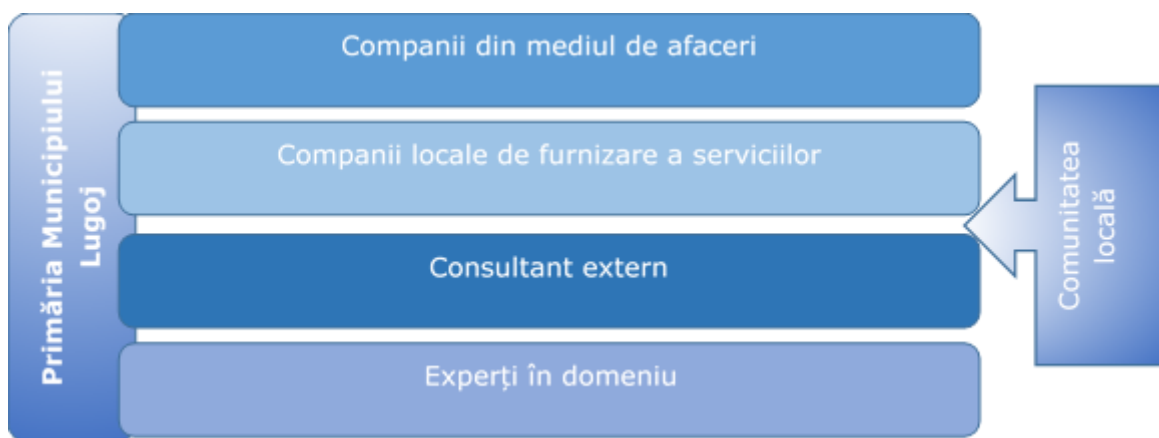 Primăria Municipiului
Lugoj
Companii din mediul de afaceri
Companii locale de furnizare a serviciilor
Consultant extern
Experți în domeniu
Comunitatea
locală